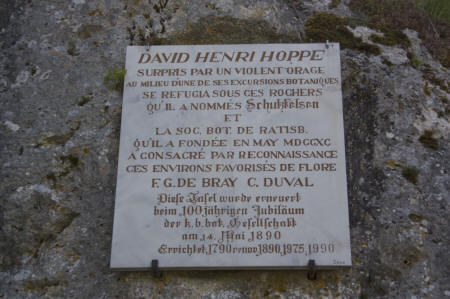 DAVID HENRI HOPPE
SURPRIS PAR UN VIOLENT ORAGE
AU MILIEU D'UNE DE SES EXCURSIONS BOTANIQUES
SE REFUGIA SOUS CES ROCHERS
QU'IL A NOMMÉS Schutzfelsen
ET
LA SOC. BOT. DE RATISB.
QU'IL A FONDÉE EN MAY MDCCXC
A CONSACRÉ PAR RECONNAISSANCE
CES ENVIRONS FAVORISÉS DE FLORE
F. G. DE BRAY C. DUVAL
Diese Tafel wurde erneuert
beim 100jährigen Jubiläum
der k. b. bot. Gesellschaft
am 14. Mai 1890
Errichtet 1790 renov. 1890, 1975, 1990